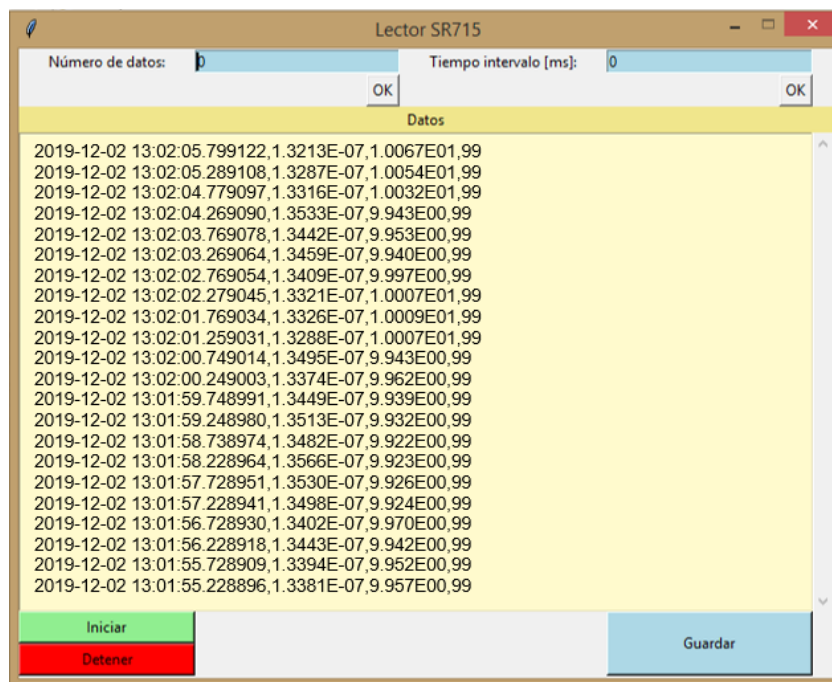 Lector SR715
Número de datos: 0 Tiempo intervalo [ms]: 0
OK OK
Datos
2019-12-02 13:02:05.799122,1.3213E-07,1.0067E01,99
2019-12-02 13:02:05.289108,1.3287E-07,1.0054E01,99
2019-12-02 13:02:04.779097,1.3316E-07,1.0032E01,99
2019-12-02 13:02:04.269090,1.3533E-07,9.943E00,99
2019-12-02 13:02:03.769078,1.3442E-07,9.953E00,99
2019-12-02 13:02:03.269064,1.3459E-07,9.940E00,99
2019-12-02 13:02:02.769054,1.3409E-07,9.997E00,99
2019-12-02 13:02:02.279045,1.3321E-07,1.0007E01,99
2019-12-02 13:02:01.769034,1.3326E-07,1.0009E01,99
2019-12-02 13:02:01.259031,1.3288E-07,1.0007E01,99
2019-12-02 13:02:00.749014,1.3495E-07,9.943E00,99
2019-12-02 13:02:00.249003,1.3374E-07,9.962E00,99
2019-12-02 13:01:59.748991,1.3449E-07,9.939E00,99
2019-12-02 13:01:59.248980,1.3513E-07,9.932E00,99
2019-12-02 13:01:58.738974,1.3482E-07,9.922E00,99
2019-12-02 13:01:58.228964,1.3566E-07,9.923E00,99
2019-12-02 13:01:57.728951,1.3530E-07,9.926E00,99
2019-12-02 13:01:57.228941,1.3498E-07,9.924E00,99
2019-12-02 13:01:56.728930,1.3402E-07,9.970E00,99
2019-12-02 13:01:56.228918,1.3443E-07,9.942E00,99
2019-12-02 13:01:55.728909,1.3394E-07,9.952E00,99
2019-12-02 13:01:55.228896,1.3381E-07,9.957E00,99
Iniciar
Detener
Guardar